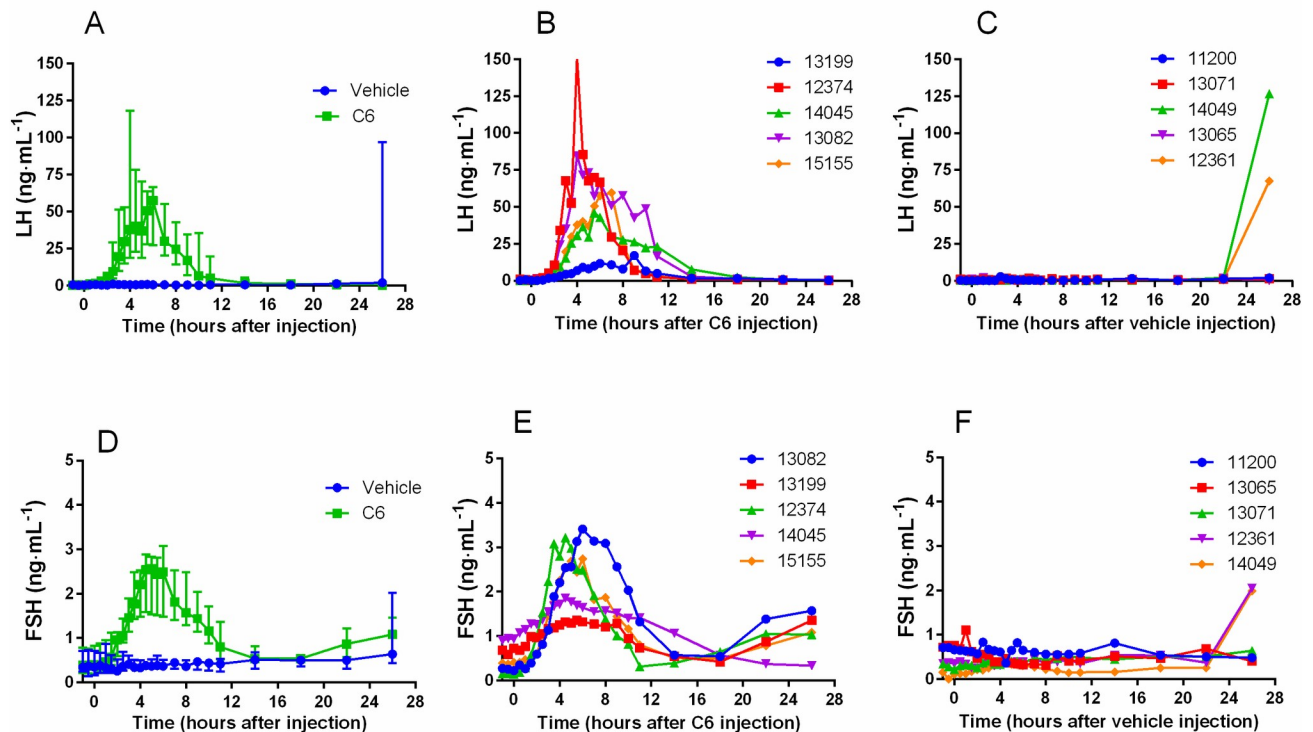 A
B
C
LH (ng·mL⁻¹)
150
125
100
75
50
25
0
0 4 8 12 16 20 24 28
Time (hours after injection)
Vehicle
C6
LH (ng·mL⁻¹)
150
125
100
75
50
25
0
0 4 8 12 16 20 24 28
Time (hours after C6 injection)
13199
12374
14045
13082
15155
LH (ng·mL⁻¹)
150
125
100
75
50
25
0
0 4 8 12 16 20 24 28
Time (hours after vehicle injection)
11200
13071
14049
13065
12361
D
E
F
FSH (ng·mL⁻¹)
5
4
3
2
1
0
0 4 8 12 16 20 24 28
Time (hours after injection)
Vehicle
C6
FSH (ng·mL⁻¹)
5
4
3
2
1
0
0 4 8 12 16 20 24 28
Time (hours after C6 injection)
13082
13199
12374
14045
15155
FSH (ng·mL⁻¹)
5
4
3
2
1
0
0 4 8 12 16 20 24 28
Time (hours after vehicle injection)
11200
13065
13071
12361
14049